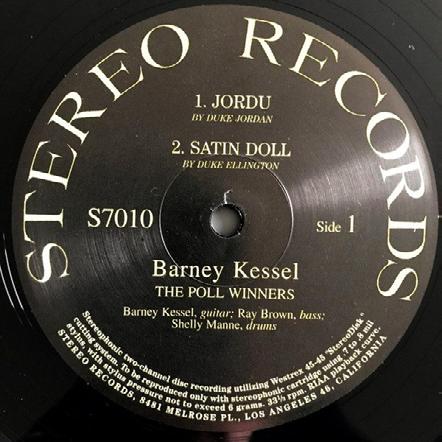 STEREO RECORDS
1. JORDU
BY DUKE JORDAN
2. SATIN DOLL
BY DUKE ELLINGTON
S7010
Side 1
Barney Kessel
THE POLL WINNERS
Barney Kessel, guitar; Ray Brown, bass;
Shelly Manne, drums
Stereophonic two-channel disc recording utilizing Westrex 45-45 "StereoDisk"
cutting system. To be reproduced only with stereophonic cartridge using .7 to .8 mil
stylus, with stylus pressure not to exceed 6 grams. 33⅓ rpm. RIAA playback curve.
STEREO RECORDS, 8481 MELROSE PL., LOS ANGELES 46, CALIFORNIA